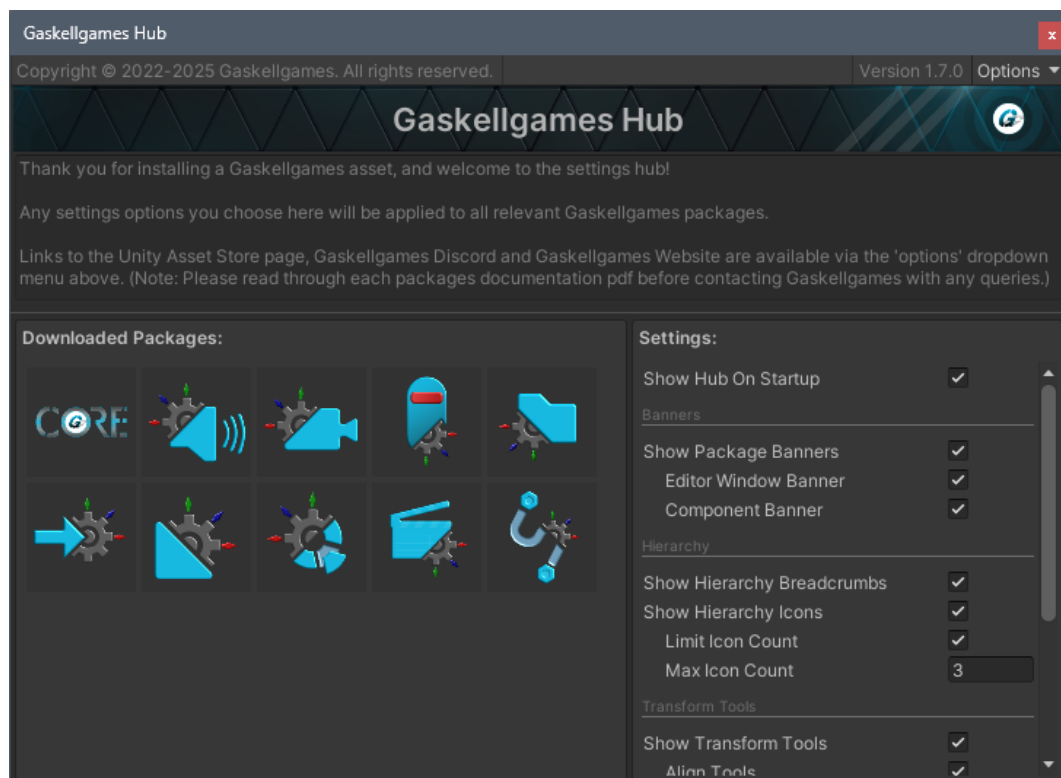 Gaskellgames Hub
x
Copyright © 2022-2025 Gaskellgames. All rights reserved.
Version 1.7.0
Options
Gaskellgames Hub
G
Thank you for installing a Gaskellgames asset, and welcome to the settings hub!
Any settings options you choose here will be applied to all relevant Gaskellgames packages.
Links to the Unity Asset Store page, Gaskellgames Discord and Gaskellgames Website are available via the 'options' dropdown
menu above. (Note: Please read through each packages documentation pdf before contacting Gaskellgames with any queries.)
Downloaded Packages:
CORE
Settings:
Show Hub On Startup
Banners
Show Package Banners
Editor Window Banner
Component Banner
Hierarchy
Show Hierarchy Breadcrumbs
Show Hierarchy Icons
Limit Icon Count
Max Icon Count
3
Transform Tools
Show Transform Tools
Align Tools